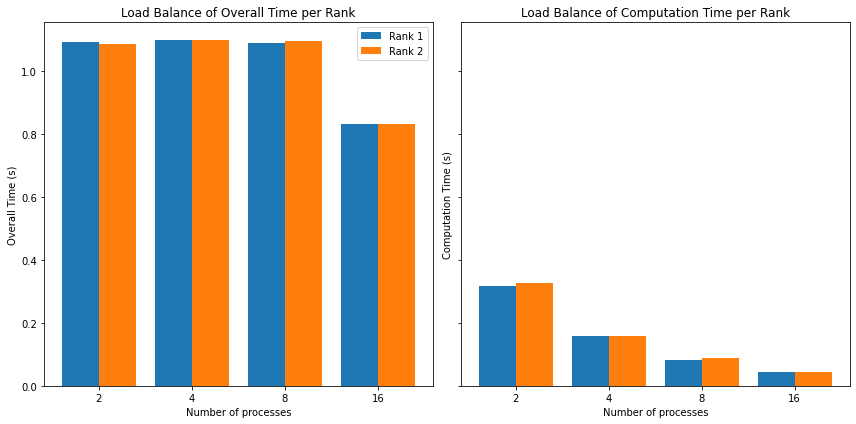 Load Balance of Overall Time per Rank
Rank 1
Rank 2
1.0
0.8
0.6
0.4
0.2
0.0
Overall Time (s)
2 4 8 16
Number of processes
Load Balance of Computation Time per Rank
Computation Time (s)
2 4 8 16
Number of processes